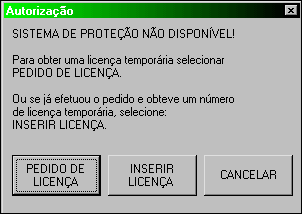 Autorização
SISTEMA DE PROTEÇÃO NÃO DISPONÍVEL!
Para obter uma licença temporária selecionar
PEDIDO DE LICENÇA.
Ou se já efetuou o pedido e obteve um número
de licença temporária, selecione:
INSERIR LICENÇA.
PEDIDO DE
LICENÇA
INSERIR
LICENÇA
CANCELAR